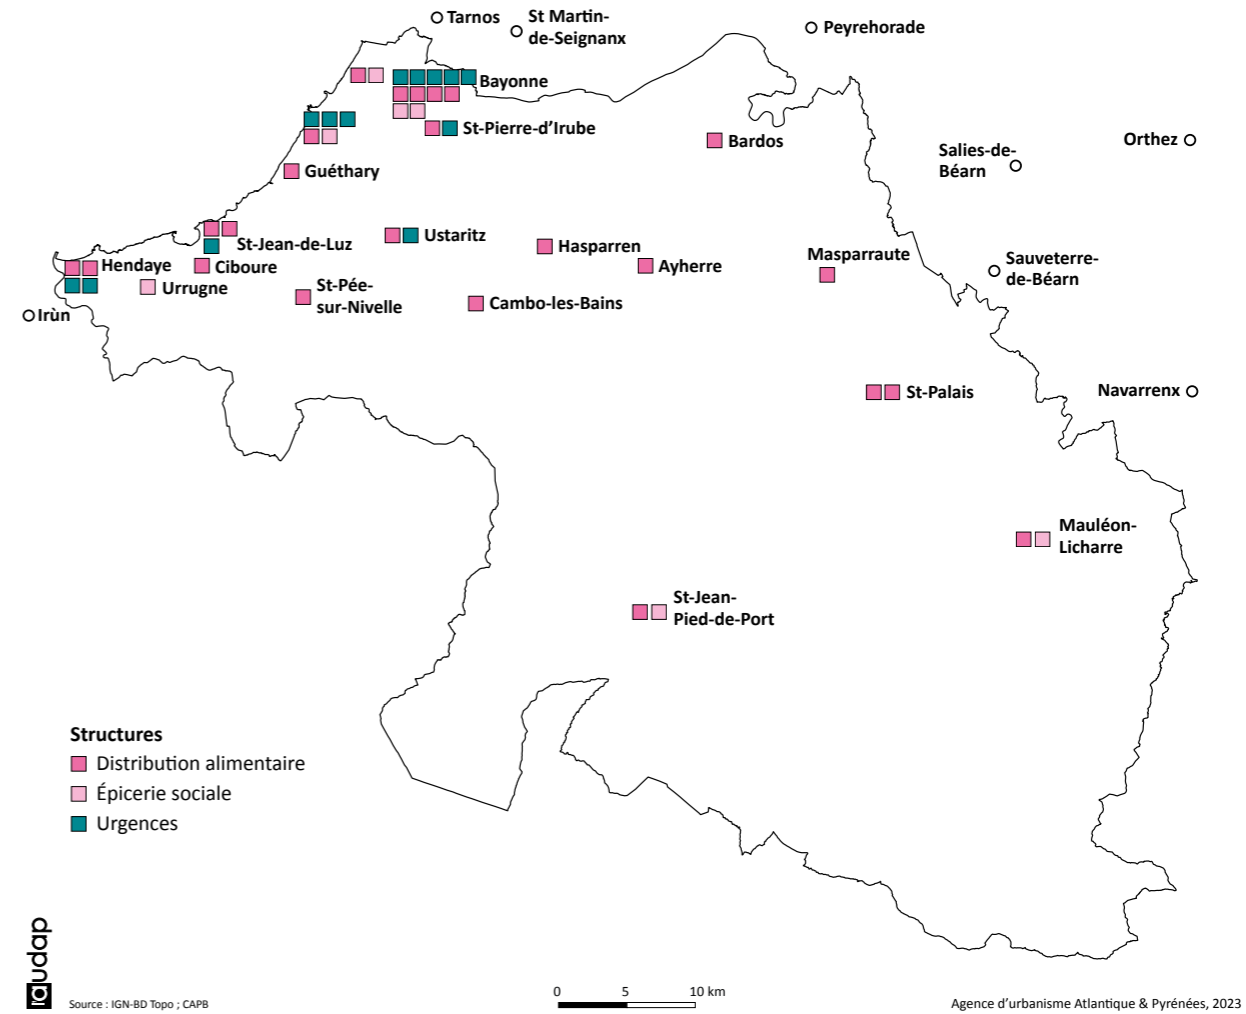 Tarnos
St Martin-
de-Seignanx
Peyrehorade
Bayonne
St-Pierre-d'Irube
Bardos
Orthez
Salies-de-
Béarn
Guéthary
Ustaritz
St-Jean-de-Luz
Hasparren
Masparraute
Sauveterre-
de-Béarn
Hendaye
Ciboure
Ayherre
Urrugne
St-Pée-
sur-Nivelle
Cambo-les-Bains
Irùn
St-Palais
Navarrenx
Mauléon-
Licharre
St-Jean-
Pied-de-Port
Structures
Distribution alimentaire
Épicerie sociale
Urgences
audap
0 5 10 km
Source : IGN-BD Topo ; CAPB
Agence d'urbanisme Atlantique & Pyrénées, 2023